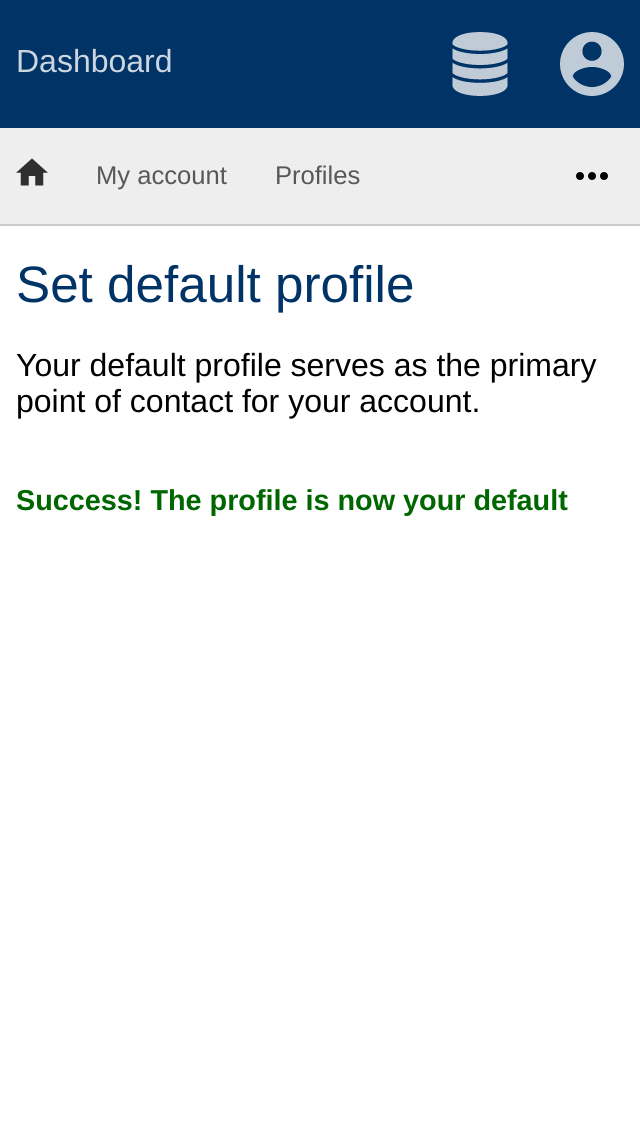 Dashboard
My account Profiles
Set default profile
Your default profile serves as the primary
point of contact for your account.
Success! The profile is now your default